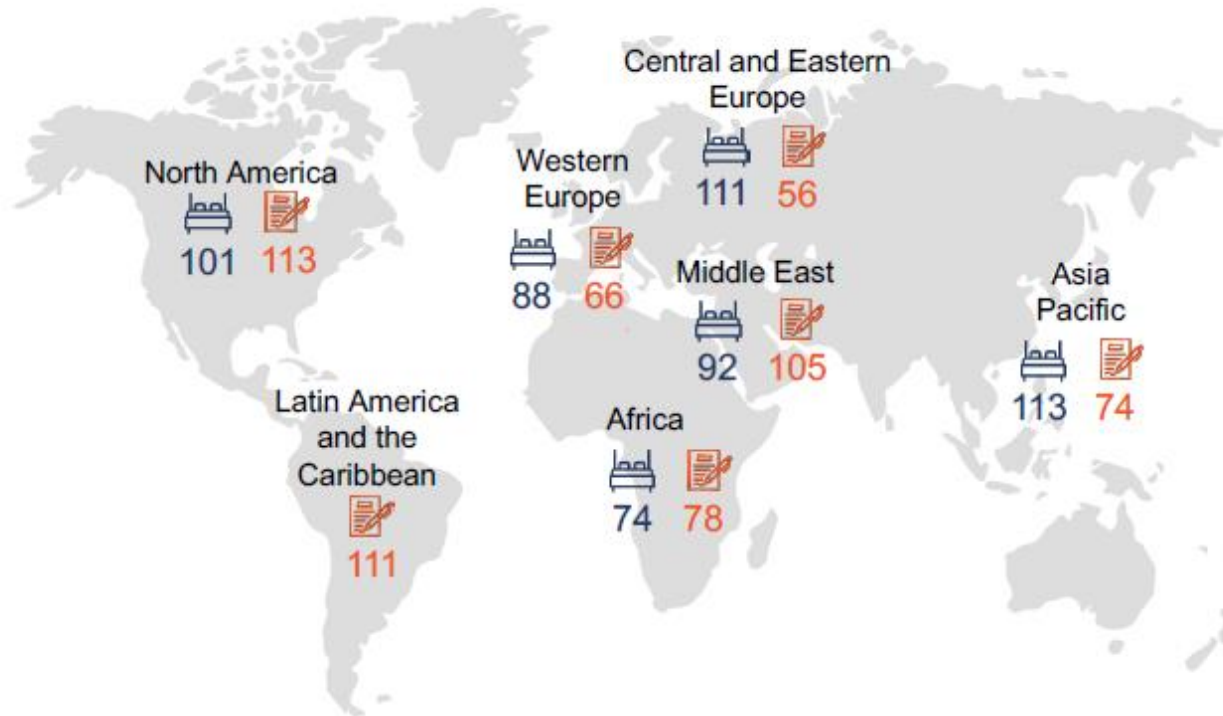 Central and Eastern
Europe
111 56
North America
101 113
Western
Europe
88 66
Middle East
92 105
Asia
Pacific
113 74
Latin America
and the
Caribbean
111
Africa
74 78